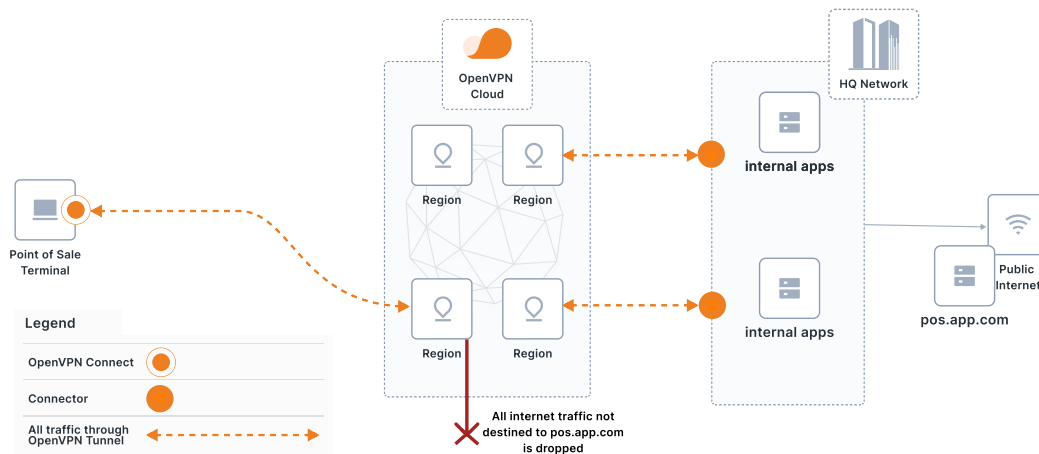 OpenVPN
Cloud
HQ Network
Region
Region
internal apps
Point of Sale
Terminal
Public
Internet
pos.app.com
Region
Region
internal apps
Legend
OpenVPN Connect
Connector
All traffic through
OpenVPN Tunnel
All internet traffic not
destined to pos.app.com
is dropped